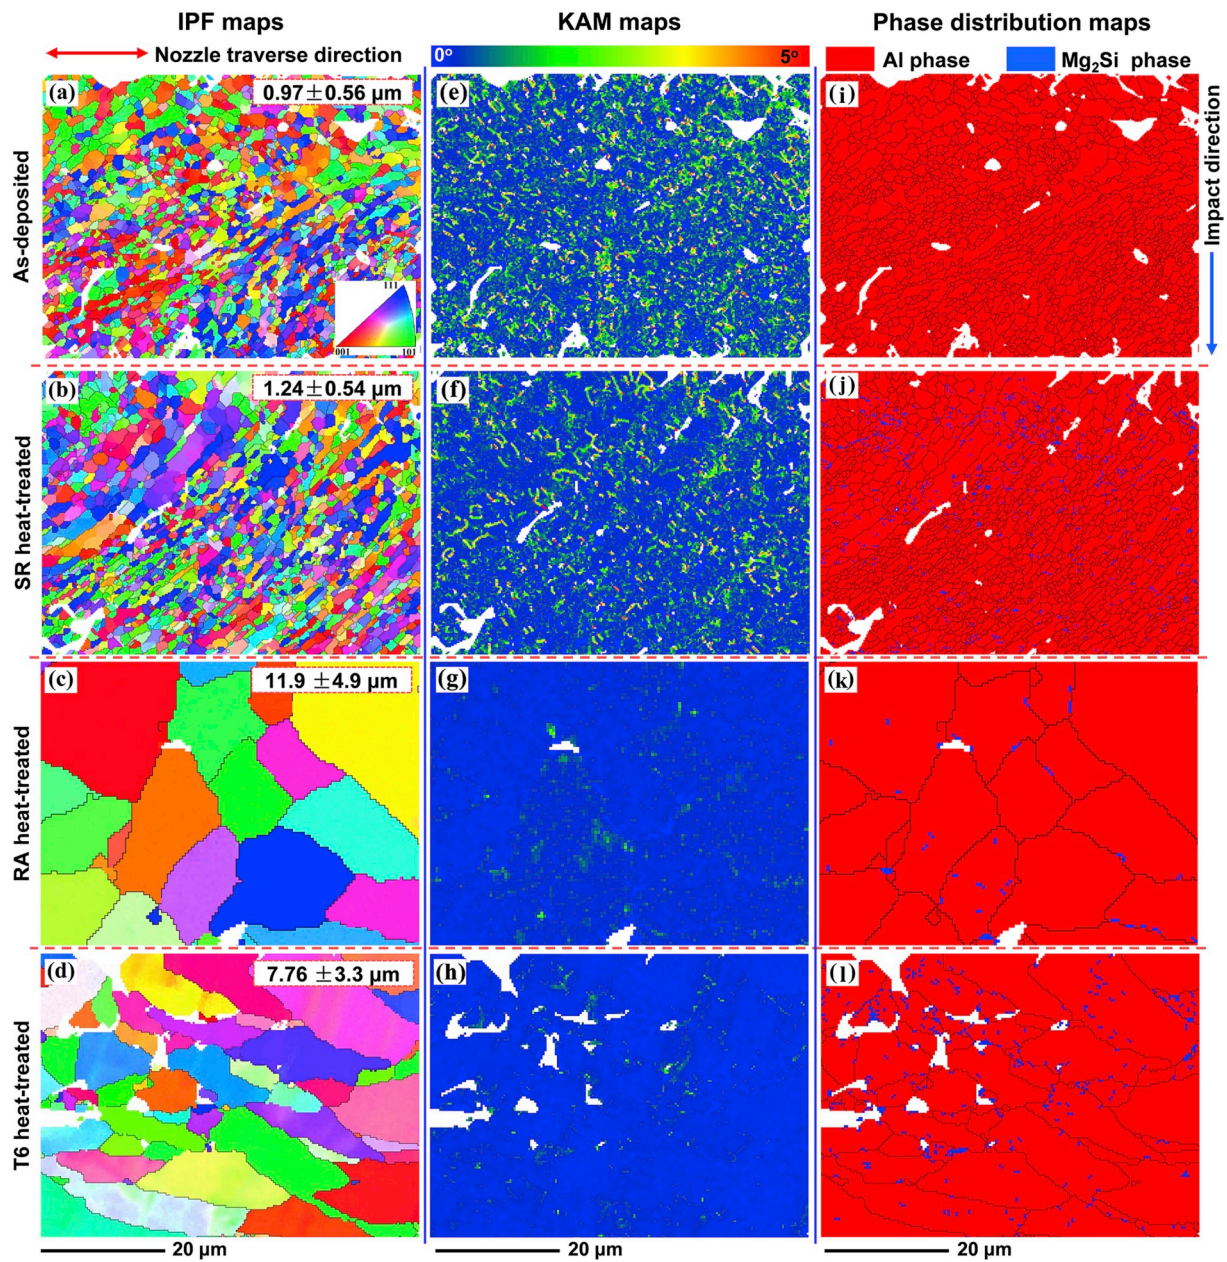 IPF maps
KAM maps
Phase distribution maps
Nozzle traverse direction
0° 5°
Al phase
Mg₂Si phase
As-deposited
(a)
0.97±0.56 µm
111
001
101
(e)
(i)
Impact direction
SR heat-treated
(b)
1.24±0.54 µm
(f)
(j)
RA heat-treated
(c)
11.9 ±4.9 µm
(g)
(k)
T6 heat-treated
(d)
7.76 ±3.3 µm
(h)
(l)
20 µm
20 µm
20 µm